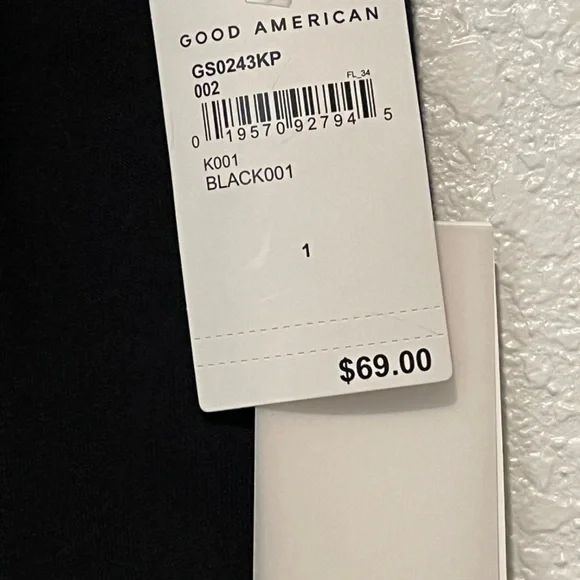 GOOD AMERICAN
GS0243KP
002
FL_34
0 19570 92794 5
K001
BLACK001
1
$69.00